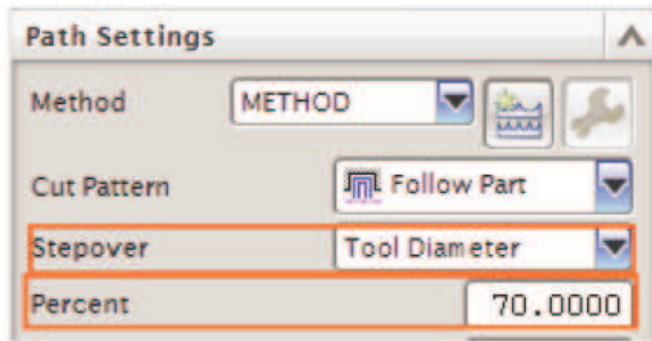 Path Settings
Method METHOD
Cut Pattern Follow Part
Stepover Tool Diameter
Percent 70.0000